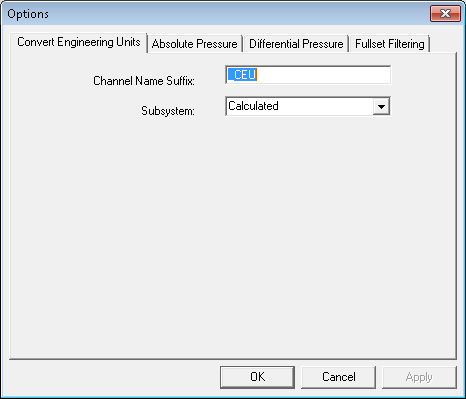 Options
Convert Engineering Units Absolute Pressure Differential Pressure Fullset Filtering
Channel Name Suffix: _CEU
Subsystem: Calculated
OK Cancel Apply